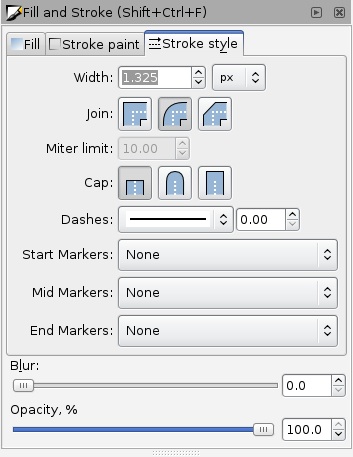 Fill and Stroke (Shift+Ctrl+F)
Fill Stroke paint Stroke style
Width: 1.325 px
Join:
Miter limit: 10.00
Cap:
Dashes: 0.00
Start Markers: None
Mid Markers: None
End Markers: None
Blur:
0.0
Opacity, %
100.0